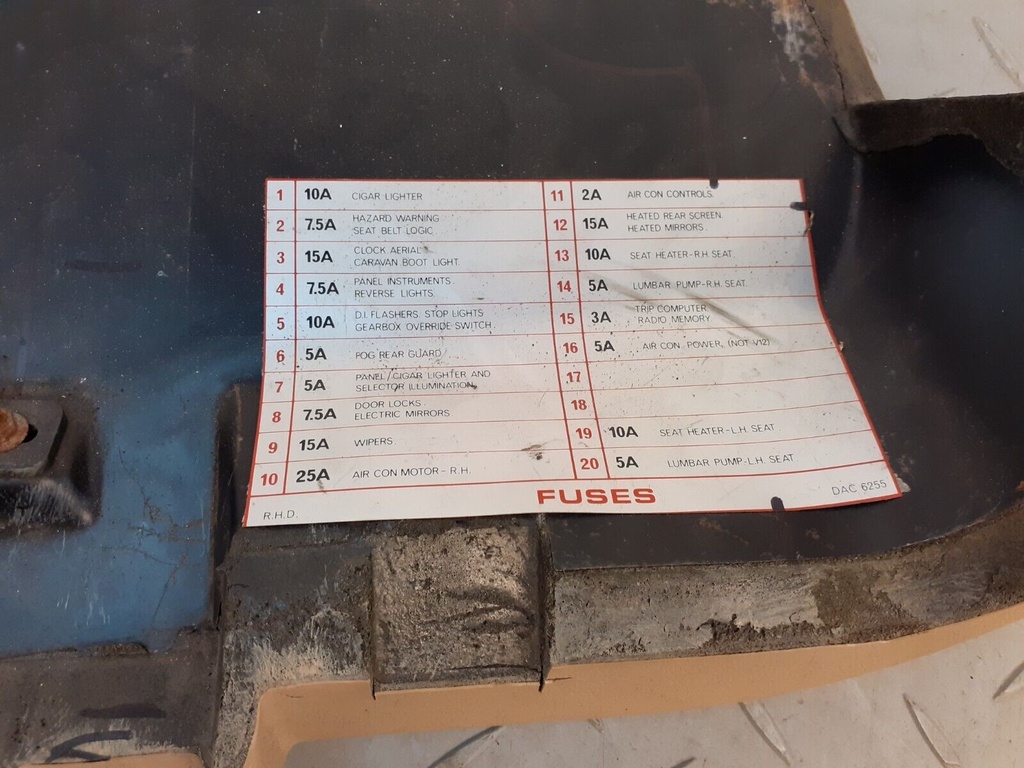 1 10A CIGAR LIGHTER
2 7.5A HAZARD WARNING
SEAT BELT LOGIC
3 15A CLOCK AERIAL
CARAVAN BOOT LIGHT.
4 7.5A PANEL INSTRUMENTS
REVERSE LIGHTS.
5 10A D.I. FLASHERS. STOP LIGHTS
GEARBOX OVERRIDE SWITCH.
6 5A FOG REAR GUARD
7 5A PANEL/CIGAR LIGHTER AND
SELECTOR ILLUMINATION
8 7.5A DOOR LOCKS.
ELECTRIC MIRRORS
9 15A WIPERS
10 25A AIR CON MOTOR - R.H.
11 2A AIR CON CONTROLS.
12 15A HEATED REAR SCREEN.
HEATED MIRRORS.
13 10A SEAT HEATER-R.H. SEAT
14 5A LUMBAR PUMP-R.H. SEAT
15 3A TRIP COMPUTER
RADIO MEMORY.
16 5A AIR CON. POWER. (NOT V12)
17
18
19 10A SEAT HEATER-L.H. SEAT
20 5A LUMBAR PUMP-L.H. SEAT
FUSES
R.H.D.
DAC 6255